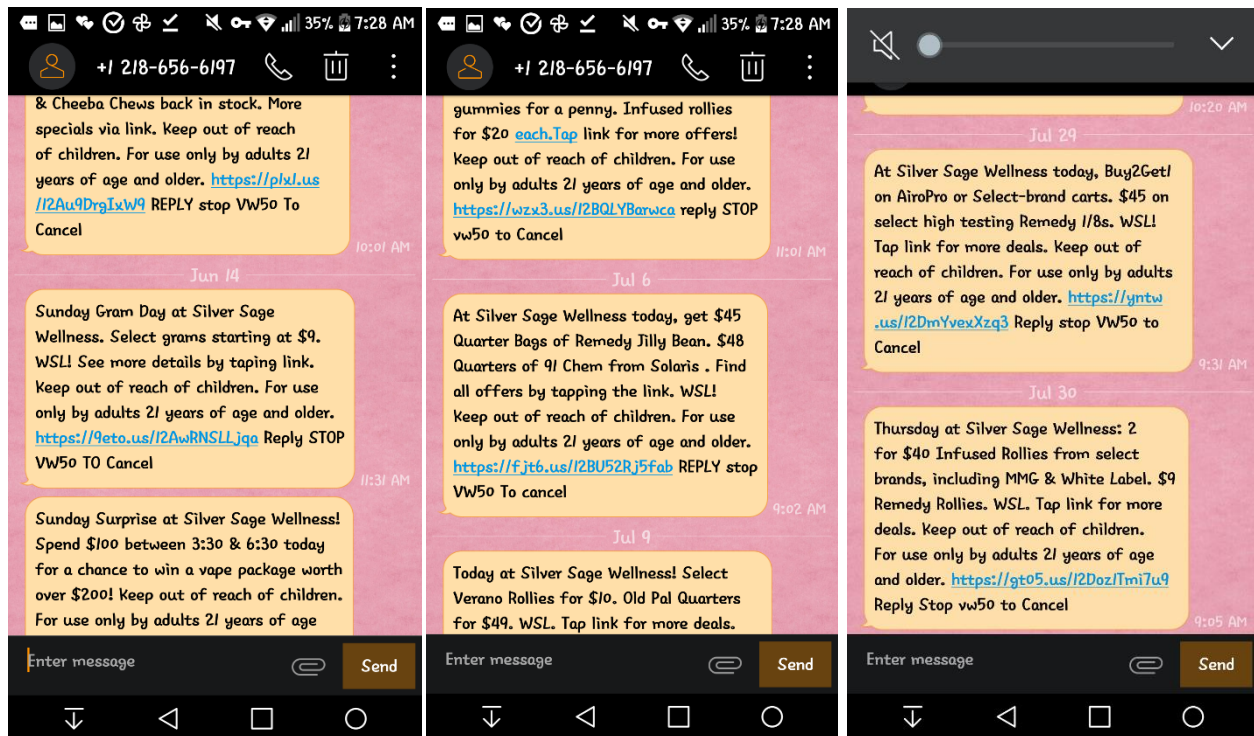 35% 7:28 AM
+1 218-656-6197
& Cheeba Chews back in stock. More
specials via link. Keep out of reach
of children. For use only by adults 21
years of age and older. https://plx1.us
/12Au9DrgIxW9 REPLY stop VW50 To
Cancel
10:01 AM
Jun 14
Sunday Gram Day at Silver Sage
Wellness. Select grams starting at $9.
WSL! See more details by taping link.
Keep out of reach of children. For use
only by adults 21 years of age and older.
https://9eto.us/12AwRNSLLjqa Reply STOP
VW50 TO Cancel
11:31 AM
Sunday Surprise at Silver Sage Wellness!
Spend $100 between 3:30 & 6:30 today
for a chance to win a vape package worth
over $200! Keep out of reach of children.
For use only by adults 21 years of age
Enter message
Send
35% 7:28 AM
+1 218-656-6197
gummies for a penny. Infused rollies
for $20 each.Tap link for more offers!
Keep out of reach of children. For use
only by adults 21 years of age and older.
https://wzx3.us/12BQLYBarwca reply STOP
vw50 to Cancel
11:01 AM
Jul 6
At Silver Sage Wellness today, get $45
Quarter Bags of Remedy Jilly Bean. $48
Quarters of 91 Chem from Solaris . Find
all offers by tapping the link. WSL!
Keep out of reach of children. For use
only by adults 21 years of age and older.
https://fjt6.us/12BU52Rj5fab REPLY stop
VW50 To cancel
9:02 AM
Jul 9
Today at Silver Sage Wellness! Select
Verano Rollies for $10. Old Pal Quarters
for $49. WSL. Tap link for more deals.
Enter message
Send
10:20 AM
Jul 29
At Silver Sage Wellness today, Buy2Get1
on AiroPro or Select-brand carts. $45 on
select high testing Remedy 1/8s. WSL!
Tap link for more deals. Keep out of
reach of children. For use only by adults
21 years of age and older. https://yntw
.us/12DmYvexXzq3 Reply stop VW50 to
Cancel
9:31 AM
Jul 30
Thursday at Silver Sage Wellness: 2
for $40 Infused Rollies from select
brands, including MMG & White Label. $9
Remedy Rollies. WSL. Tap link for more
deals. Keep out of reach of children.
For use only by adults 21 years of age
and older. https://gt05.us/12Doz1Tmi7u9
Reply Stop vw50 to Cancel
9:05 AM
Enter message
Send